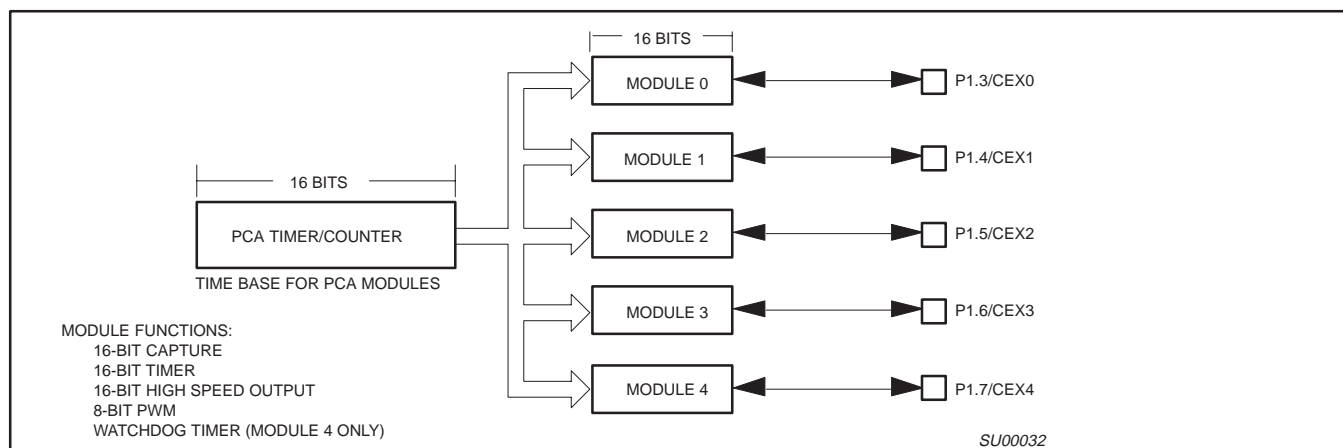 16 BITS
MODULE 0
P1.3/CEX0
MODULE 1
P1.4/CEX1
16 BITS
PCA TIMER/COUNTER
TIME BASE FOR PCA MODULES
MODULE 2
P1.5/CEX2
MODULE 3
P1.6/CEX3
MODULE 4
P1.7/CEX4
MODULE FUNCTIONS:
16-BIT CAPTURE
16-BIT TIMER
16-BIT HIGH SPEED OUTPUT
8-BIT PWM
WATCHDOG TIMER (MODULE 4 ONLY)
SU00032